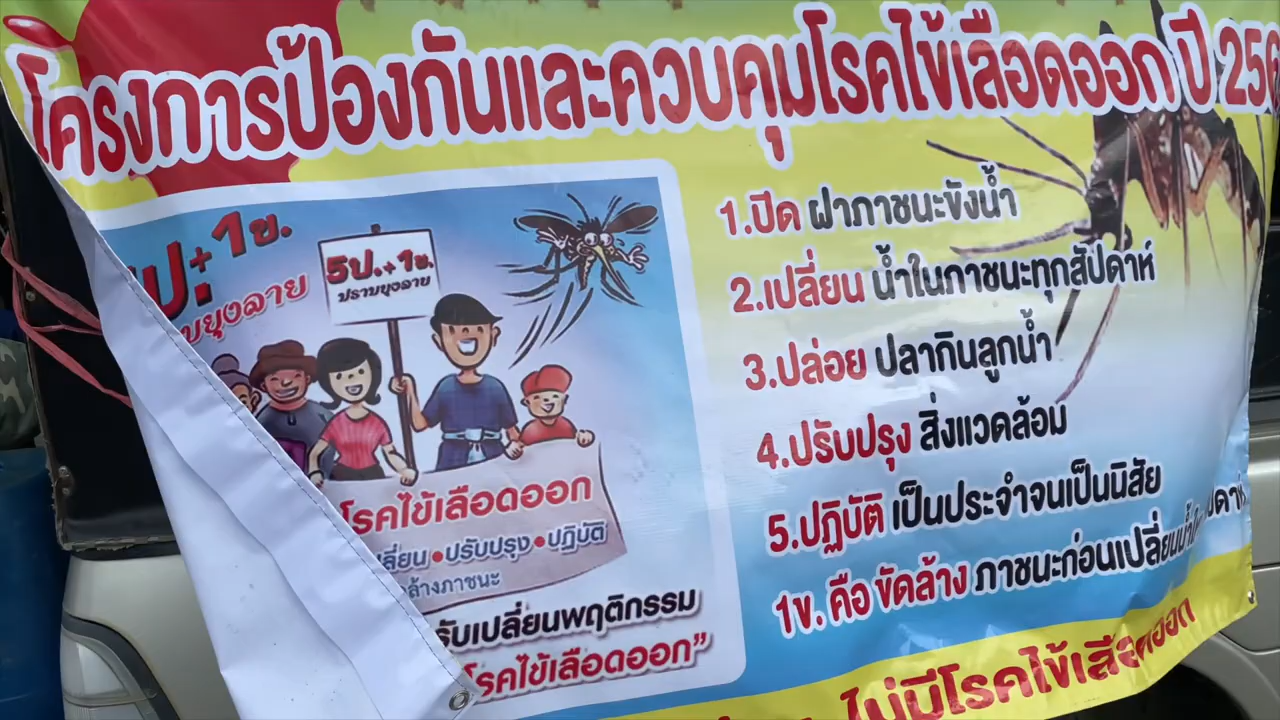 โครงการป้องกันและควบคุมโรคไข้เลือดออก ปี 256
ป.+1ข.
ยุงลาย
5ป.+1ข.
ปราบยุงลาย
โรคไข้เลือดออก
ปรับปรุง • ปฏิบัติ
ล้างภาชนะ
รับเปลี่ยนพฤติกรรม
โรคไข้เลือดออก”
1.ปิด ฝาภาชนะขังน้ำ
2.เปลี่ยน น้ำในภาชนะทุกสัปดาห์
3.ปล่อย ปลากินลูกน้ำ
4.ปรับปรุง สิ่งแวดล้อม
5.ปฏิบัติ เป็นประจำจนเป็นนิสัย
1ข. คือ ขัดล้าง ภาชนะก่อนเปลี่ยนน้ำ
ไม่มีโรคไข้เลือดออก